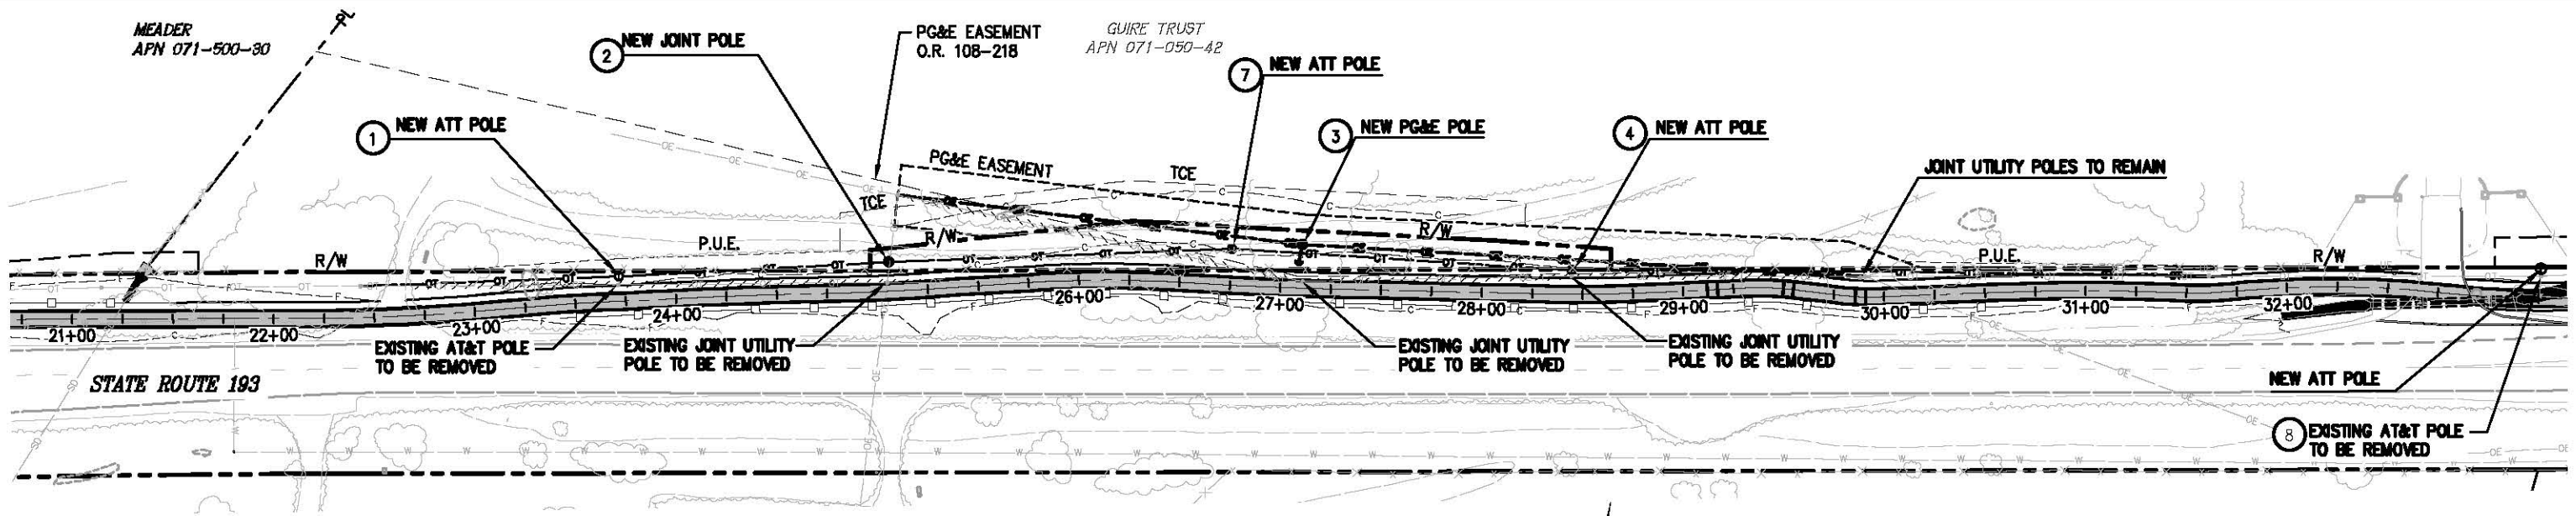 MEADER
APN 071-500-30
PL
2
NEW JOINT POLE
PG&E EASEMENT
O.R. 108-218
GUIRE TRUST
APN 071-050-42
7
NEW ATT POLE
1
NEW ATT POLE
3
NEW PG&E POLE
4
NEW ATT POLE
PG&E EASEMENT
TCE
JOINT UTILITY POLES TO REMAIN
TCE
R/W
P.U.E.
R/W
R/W
P.U.E.
R/W
21+00
22+00
23+00
24+00
26+00
27+00
28+00
29+00
30+00
31+00
32+00
EXISTING AT&T POLE
TO BE REMOVED
EXISTING JOINT UTILITY
POLE TO BE REMOVED
EXISTING JOINT UTILITY
POLE TO BE REMOVED
EXISTING JOINT UTILITY
POLE TO BE REMOVED
STATE ROUTE 193
NEW ATT POLE
8
EXISTING AT&T POLE
TO BE REMOVED